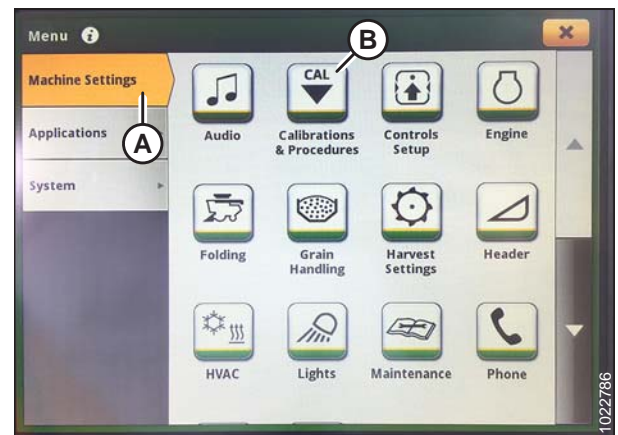 Menu i
B
Machine Settings
CAL
A
Audio
Calibrations
& Procedures
Controls
Setup
Engine
Applications
System
Folding
Grain
Handling
Harvest
Settings
Header
HVAC
Lights
Maintenance
Phone
1022786